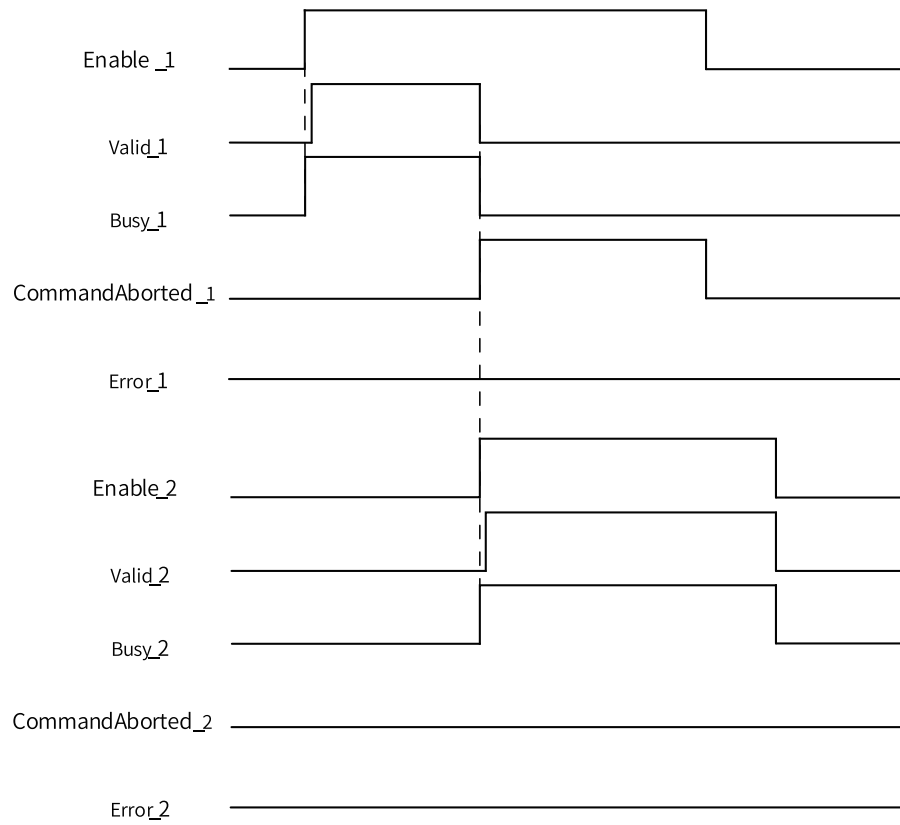 Enable _1
Valid_1
Busy_1
CommandAborted _1
Error_1
Enable_2
Valid_2
Busy_2
CommandAborted_2
Error_2